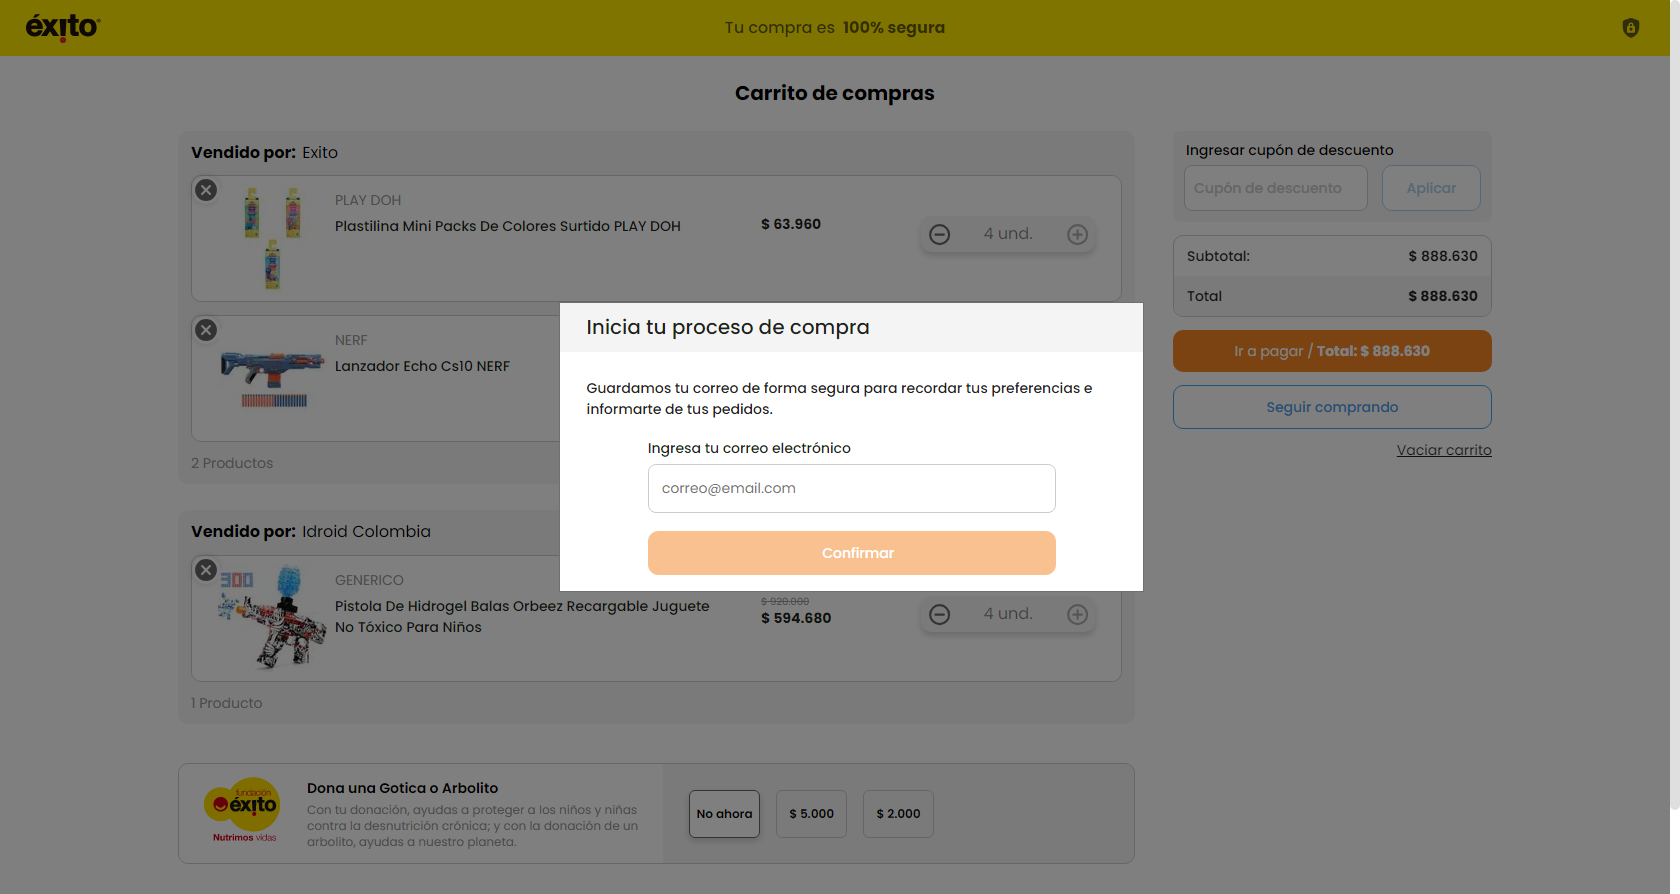 éxito
Tu compra es 100% segura
Carrito de compras
Vendido por: Exito
PLAY DOH
Plastilina Mini Packs De Colores Surtido PLAY DOH
$ 63.960
4 und.
NERF
Lanzador Echo Cs10 NERF
2 Productos
Vendido por: Idroid Colombia
300
GENERICO
Pistola De Hidrogel Balas Orbeez Recargable Juguete
No Tóxico Para Niños
$ 920.000
$ 594.680
4 und.
1 Producto
fundación
éxito
Nutrimos vidas
Dona una Gotica o Arbolito
Con tu donación, ayudas a proteger a los niños y niñas
contra la desnutrición crónica; y con la donación de un
arbolito, ayudas a nuestro planeta.
No ahora
$ 5.000
$ 2.000
Ingresar cupón de descuento
Cupón de descuento
Aplicar
Subtotal: $ 888.630
Total $ 888.630
Ir a pagar / Total: $ 888.630
Seguir comprando
Vaciar carrito
Inicia tu proceso de compra
Guardamos tu correo de forma segura para recordar tus preferencias e
informarte de tus pedidos.
Ingresa tu correo electrónico
correo@email.com
Confirmar